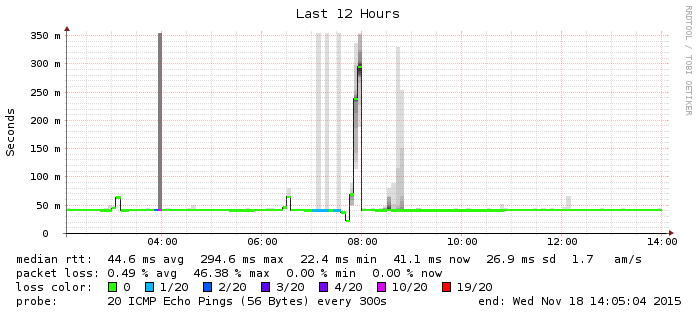 Last 12 Hours
RRDTOOL / TOBI OETIKER
Seconds
350 m
300 m
250 m
200 m
150 m
100 m
50 m
0
04:00 06:00 08:00 10:00 12:00 14:00
median rtt: 44.6 ms avg 294.6 ms max 22.4 ms min 41.1 ms now 26.9 ms sd 1.7 am/s
packet loss: 0.49 % avg 46.38 % max 0.00 % min 0.00 % now
loss color: 0 1/20 2/20 3/20 4/20 10/20 19/20
probe: 20 ICMP Echo Pings (56 Bytes) every 300s end: Wed Nov 18 14:05:04 2015